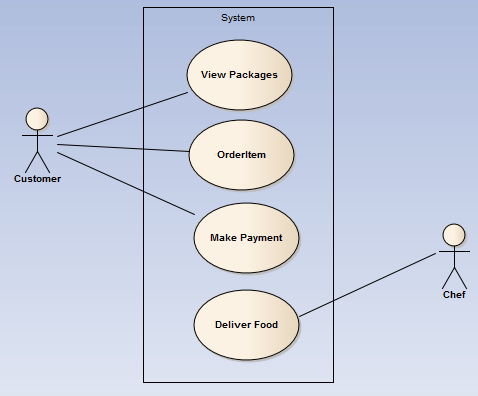 System
View Packages
OrderItem
Customer
Make Payment
Chef
Deliver Food